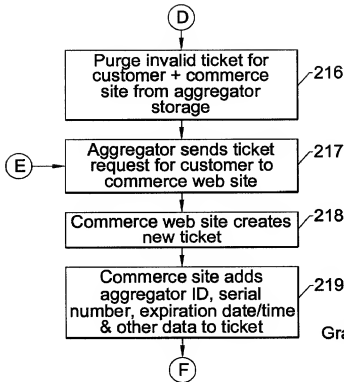 D
Purge invalid ticket for
customer + commerce
site from aggregator
storage
216
E
Aggregator sends ticket
request for customer to
commerce web site
217
Commerce web site creates
new ticket
218
Commerce site adds
aggregator ID, serial
number, expiration date/time
& other data to ticket
219
F